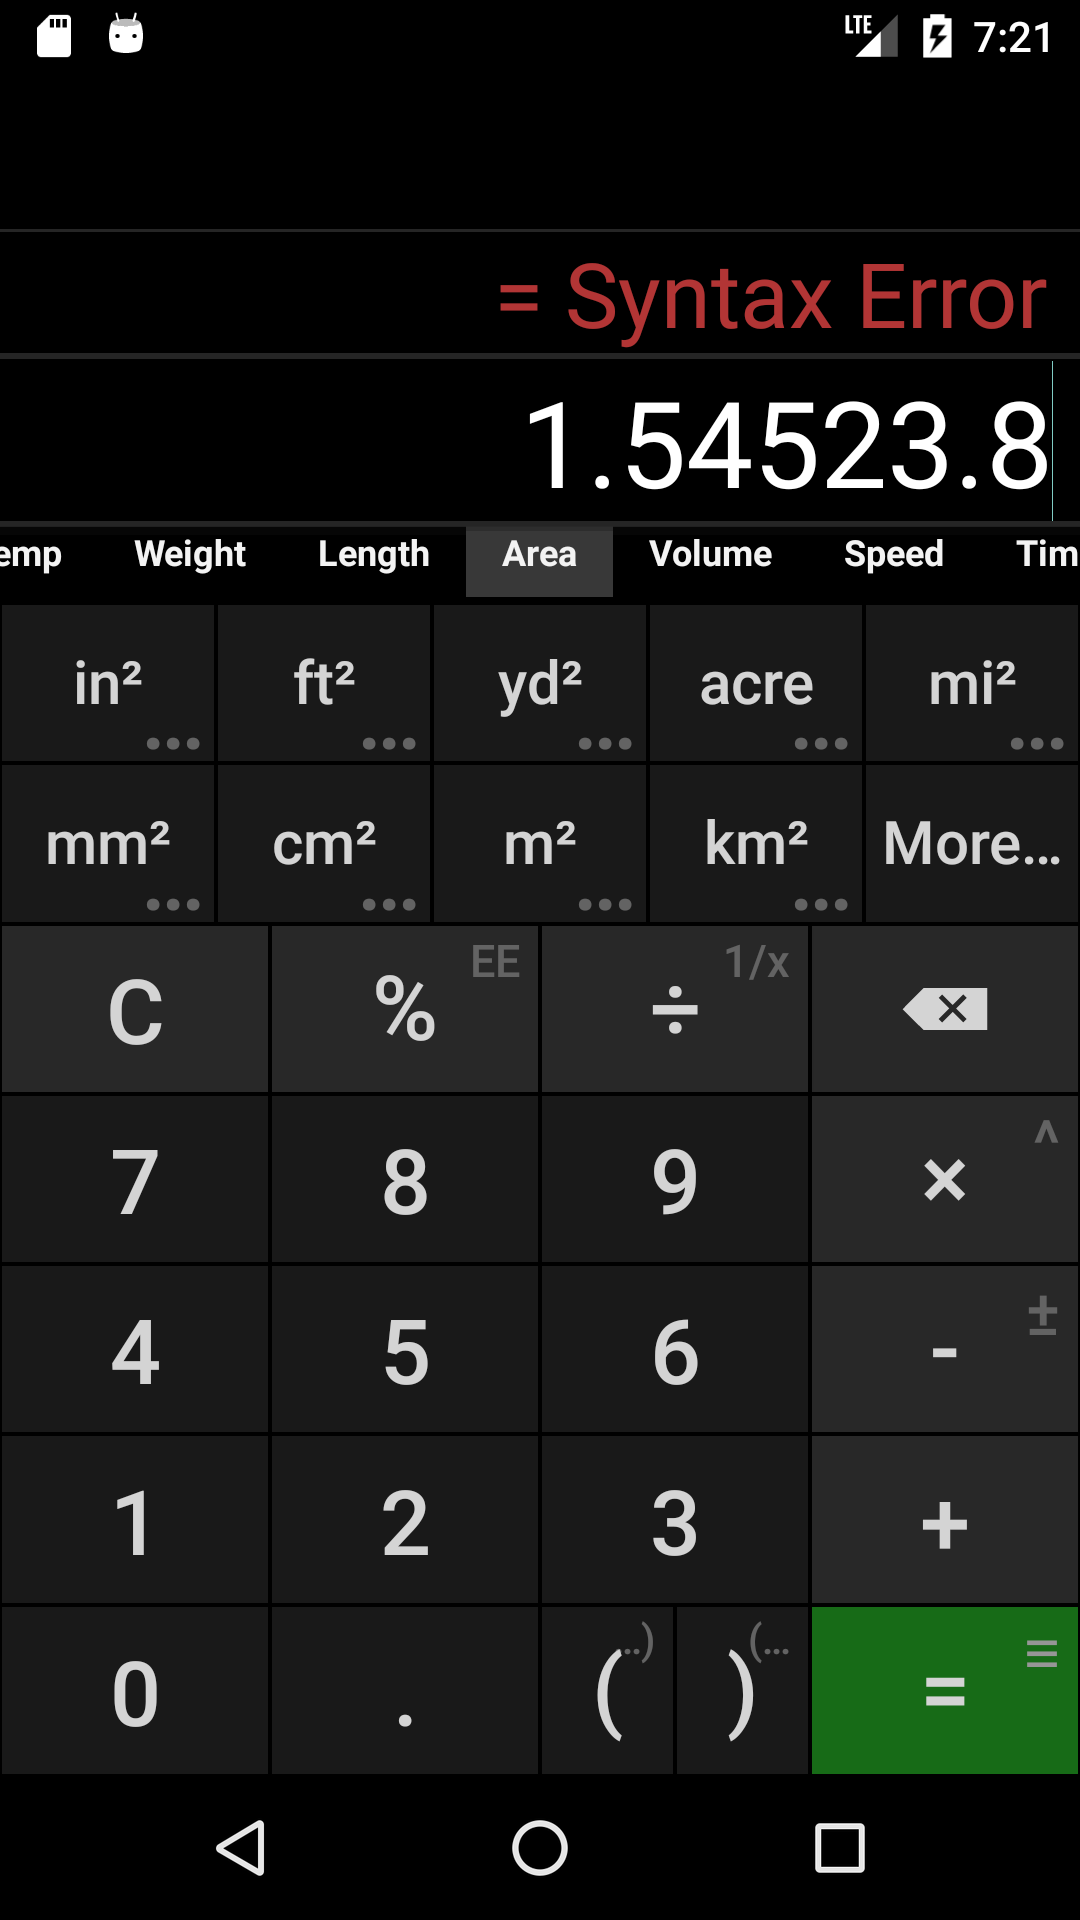 LTE 7:21
= Syntax Error
1.54523.8
emp Weight Length Area Volume Speed Tim
in² ft² yd² acre mi²
mm² cm² m² km² More...
C % EE ÷ 1/x
7 8 9 × ^
4 5 6 - ±
1 2 3 +
0 . ( ..) ) (... =